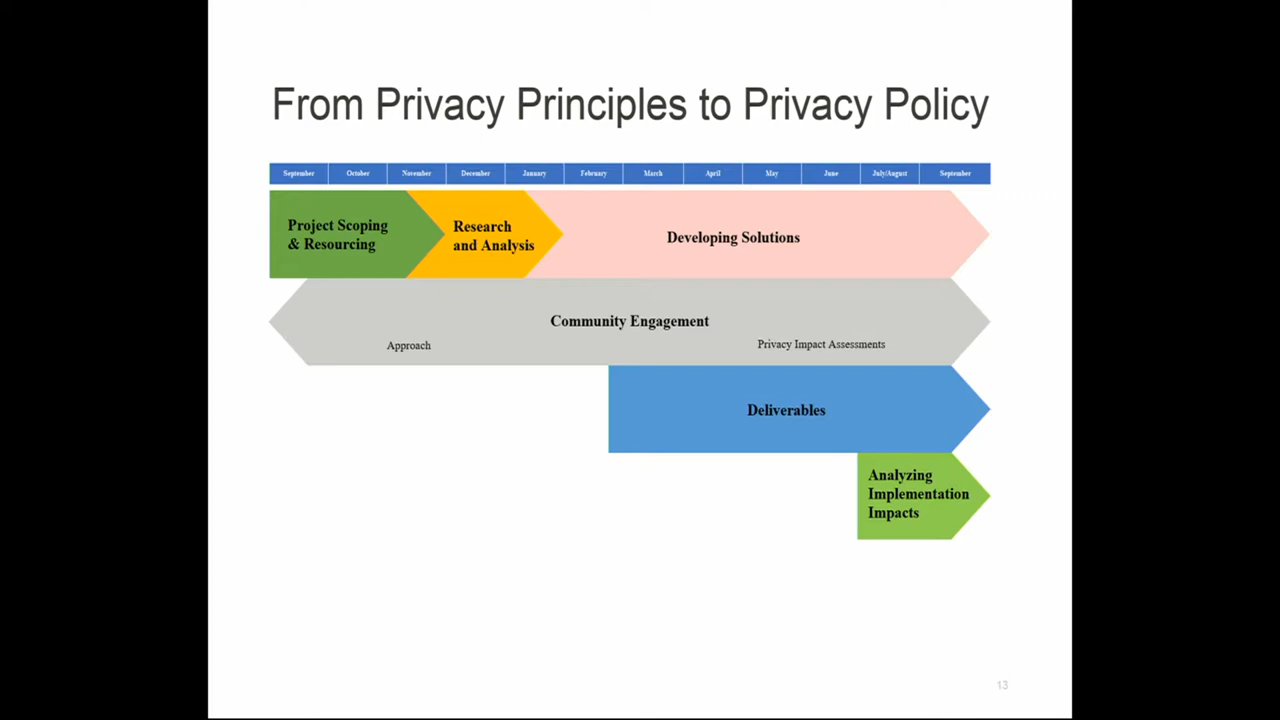 From Privacy Principles to Privacy Policy
September October November December January February March April May June July/August September
Project Scoping
& Resourcing
Research
and Analysis
Developing Solutions
Community Engagement
Approach
Privacy Impact Assessments
Deliverables
Analyzing
Implementation
Impacts
13